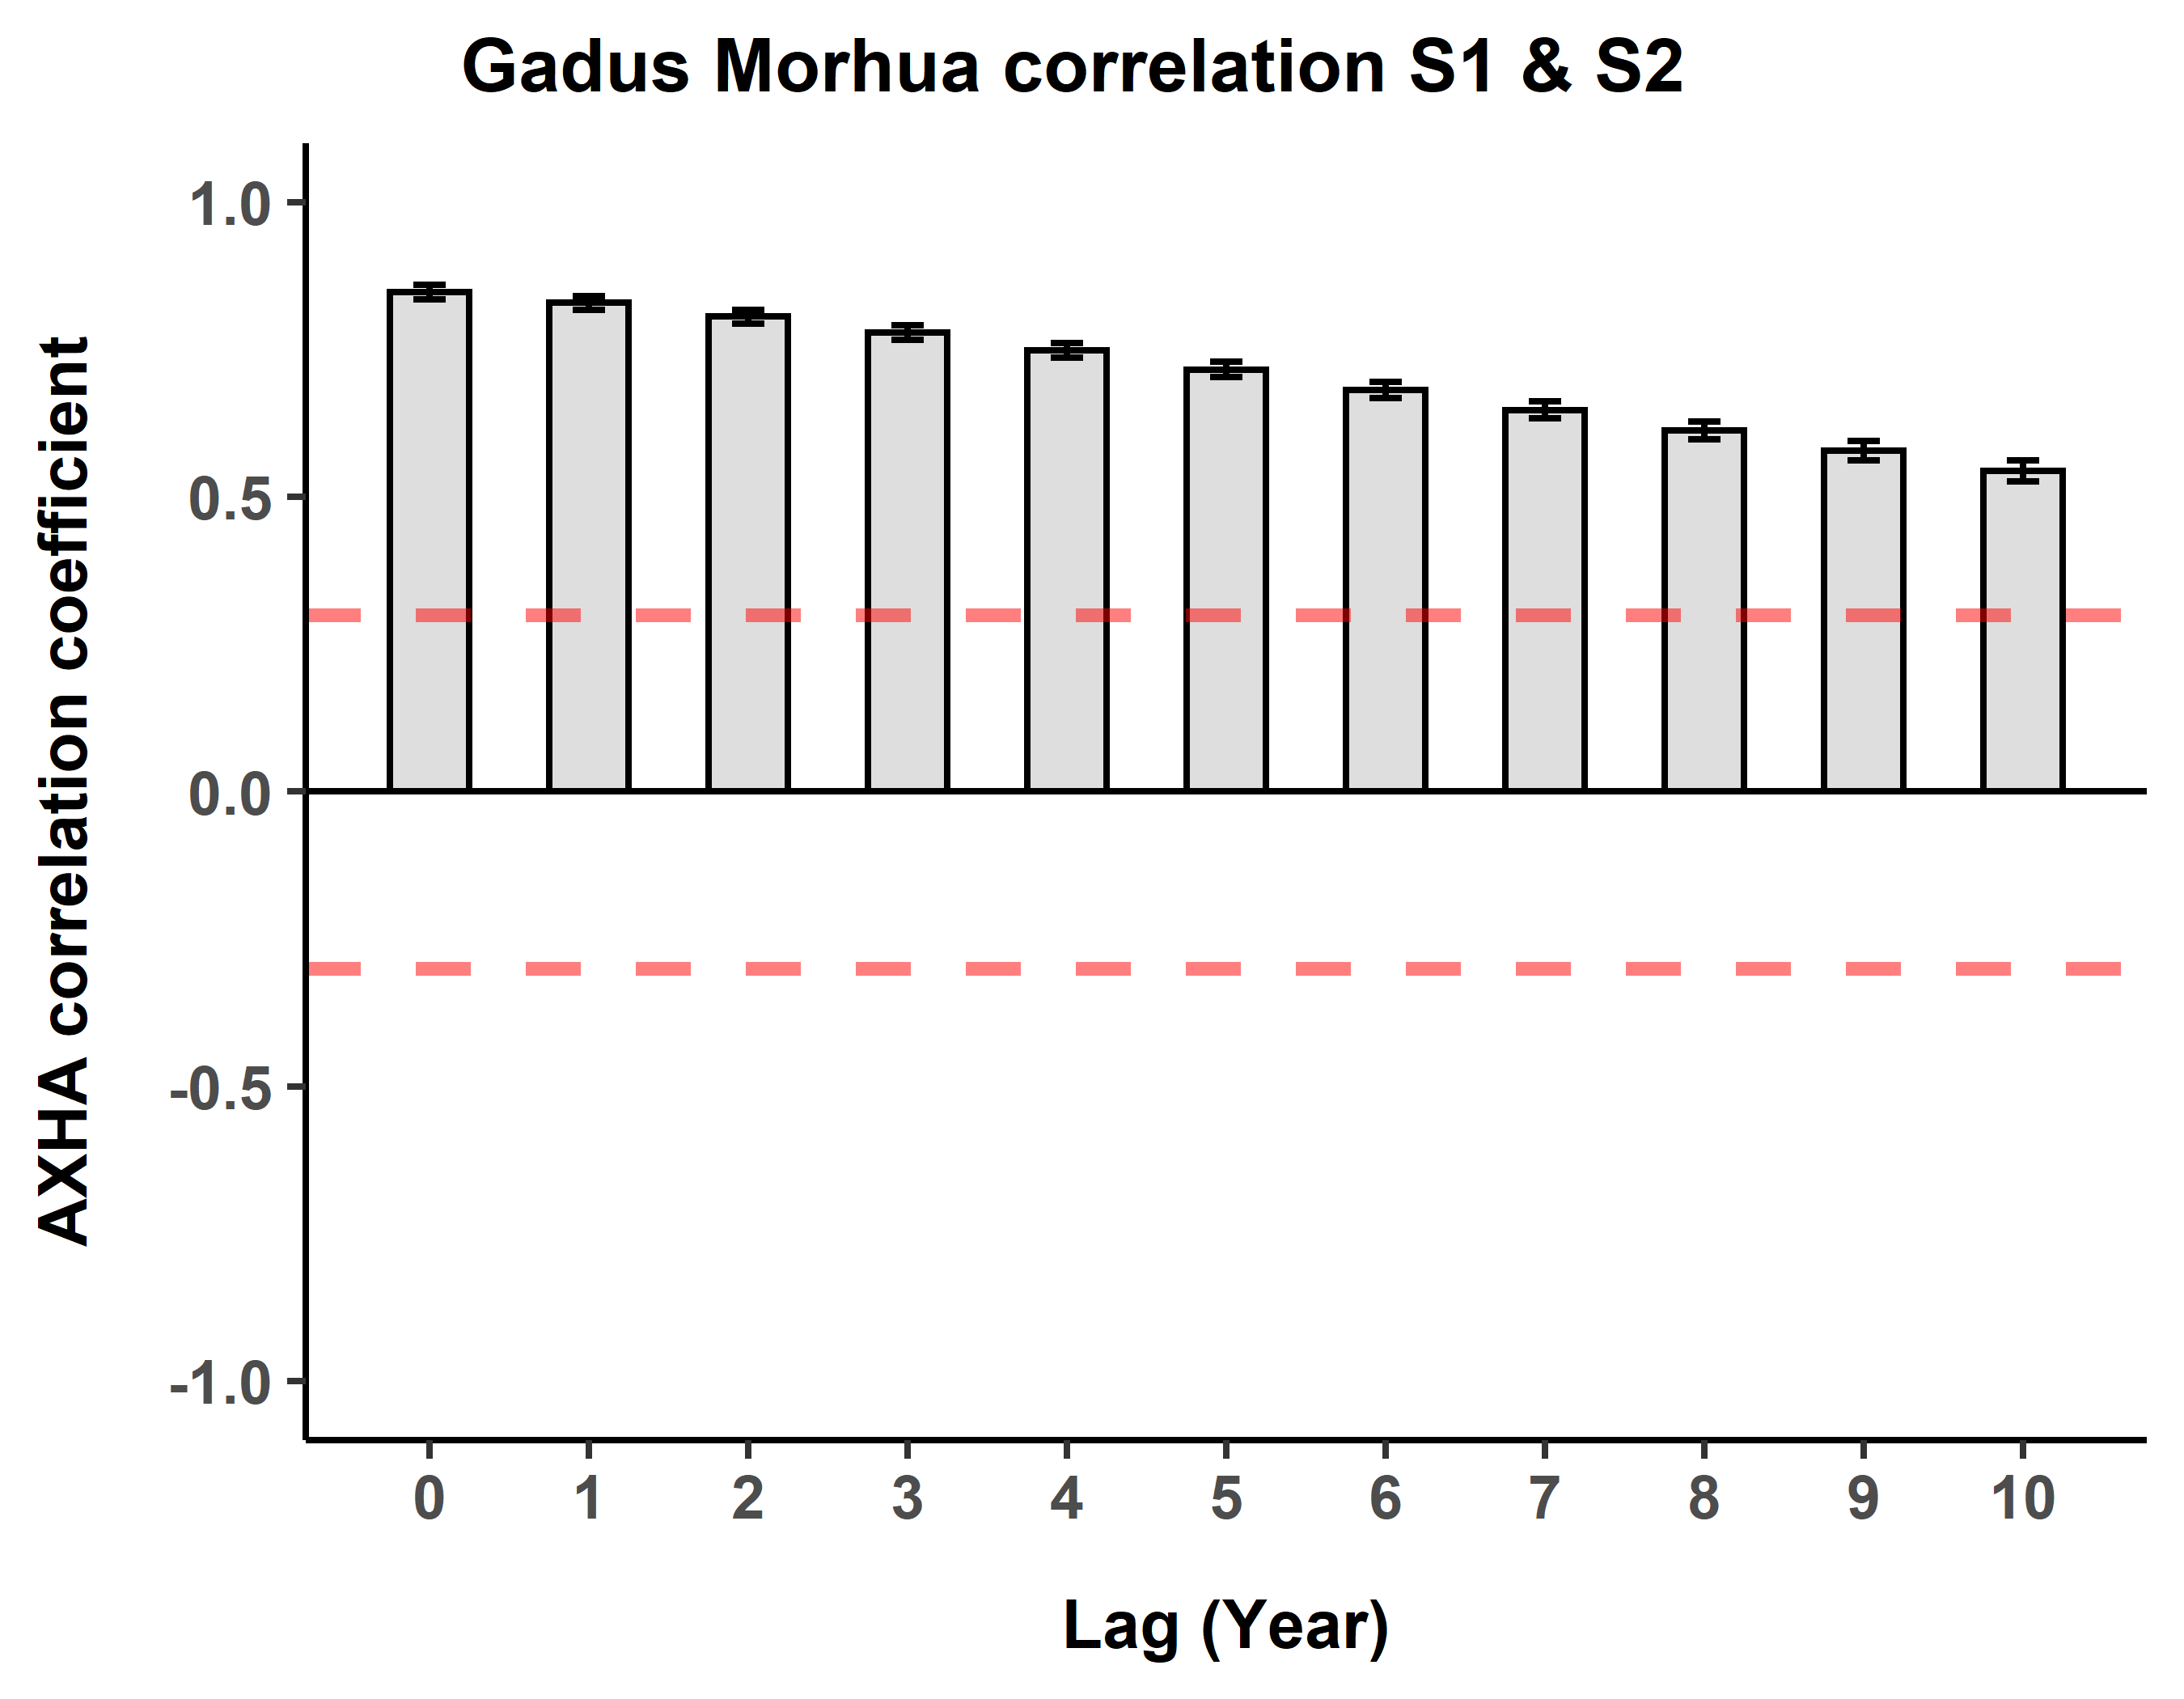 Gadus Morhua correlation S1 & S2
AXHA correlation coefficient
1.0
0.5
0.0
-0.5
-1.0
0 1 2 3 4 5 6 7 8 9 10
Lag (Year)